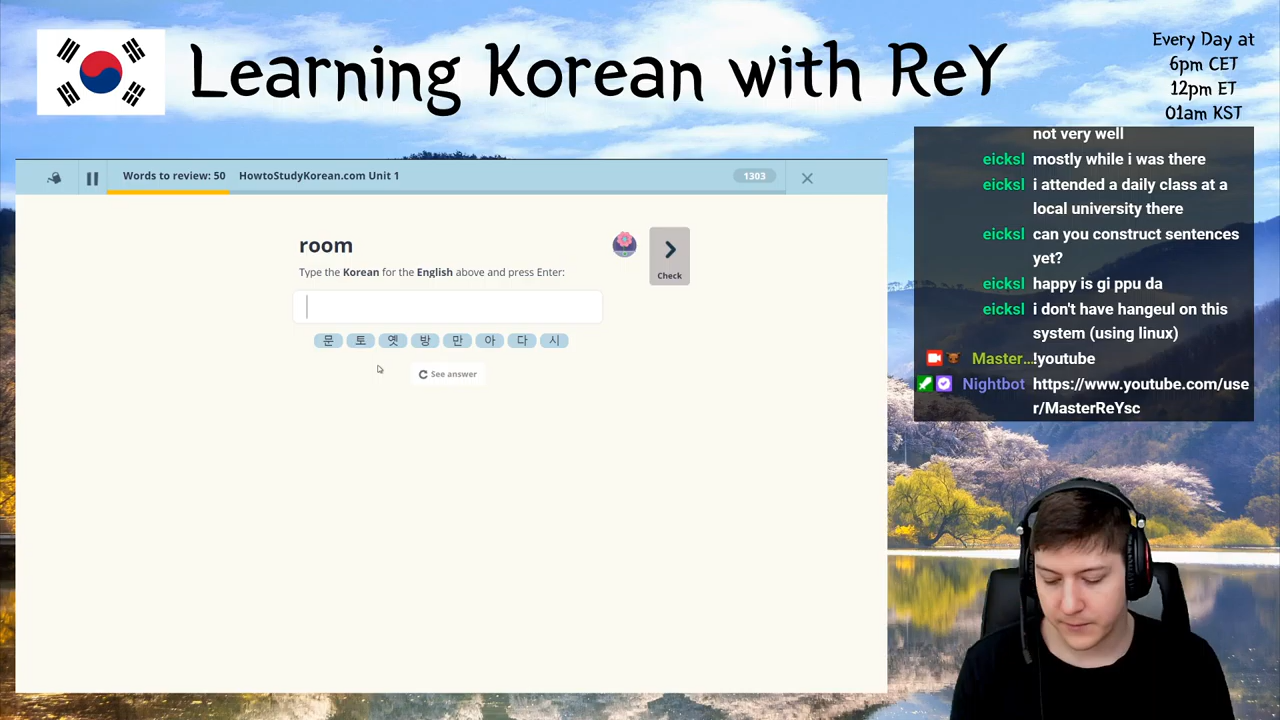 Learning Korean with ReY
Every Day at
6pm CET
12pm ET
01am KST
Words to review: 50 HowtoStudyKorean.com Unit 1
1303
room
Type the Korean for the English above and press Enter:
Check
문 토 옛 방 만 아 다 시
See answer
not very well
eicksl mostly while i was there
eicksl i attended a daily class at a
local university there
eicksl can you construct sentences
yet?
eicksl happy is gi ppu da
eicksl i don't have hangeul on this
system (using linux)
Master... !youtube
Nightbot https://www.youtube.com/use
r/MasterReYsc